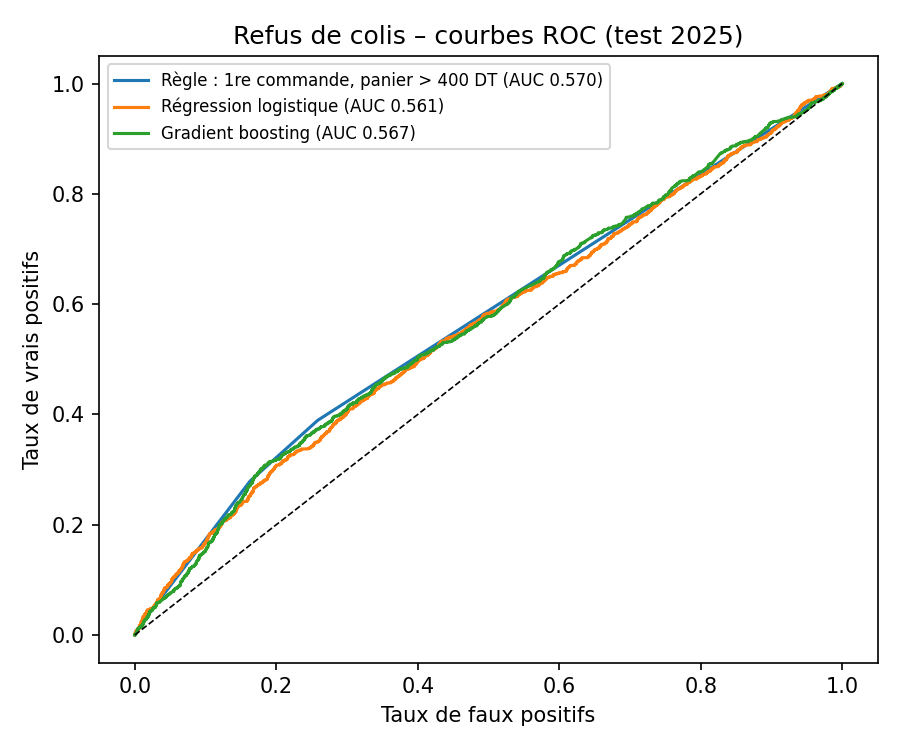 Refus de colis – courbes ROC (test 2025)
Règle : 1re commande, panier > 400 DT (AUC 0.570)
Régression logistique (AUC 0.561)
Gradient boosting (AUC 0.567)
Taux de vrais positifs
1.0
0.8
0.6
0.4
0.2
0.0
0.0 0.2 0.4 0.6 0.8 1.0
Taux de faux positifs